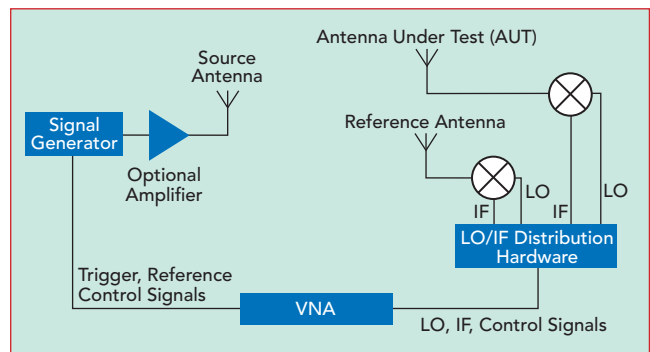 Antenna Under Test (AUT)
Source
Antenna
Signal
Generator
Reference Antenna
Optional
Amplifier
LO
LO
IF
IF
LO/IF Distribution
Hardware
Trigger, Reference
Control Signals
VNA
LO, IF, Control Signals